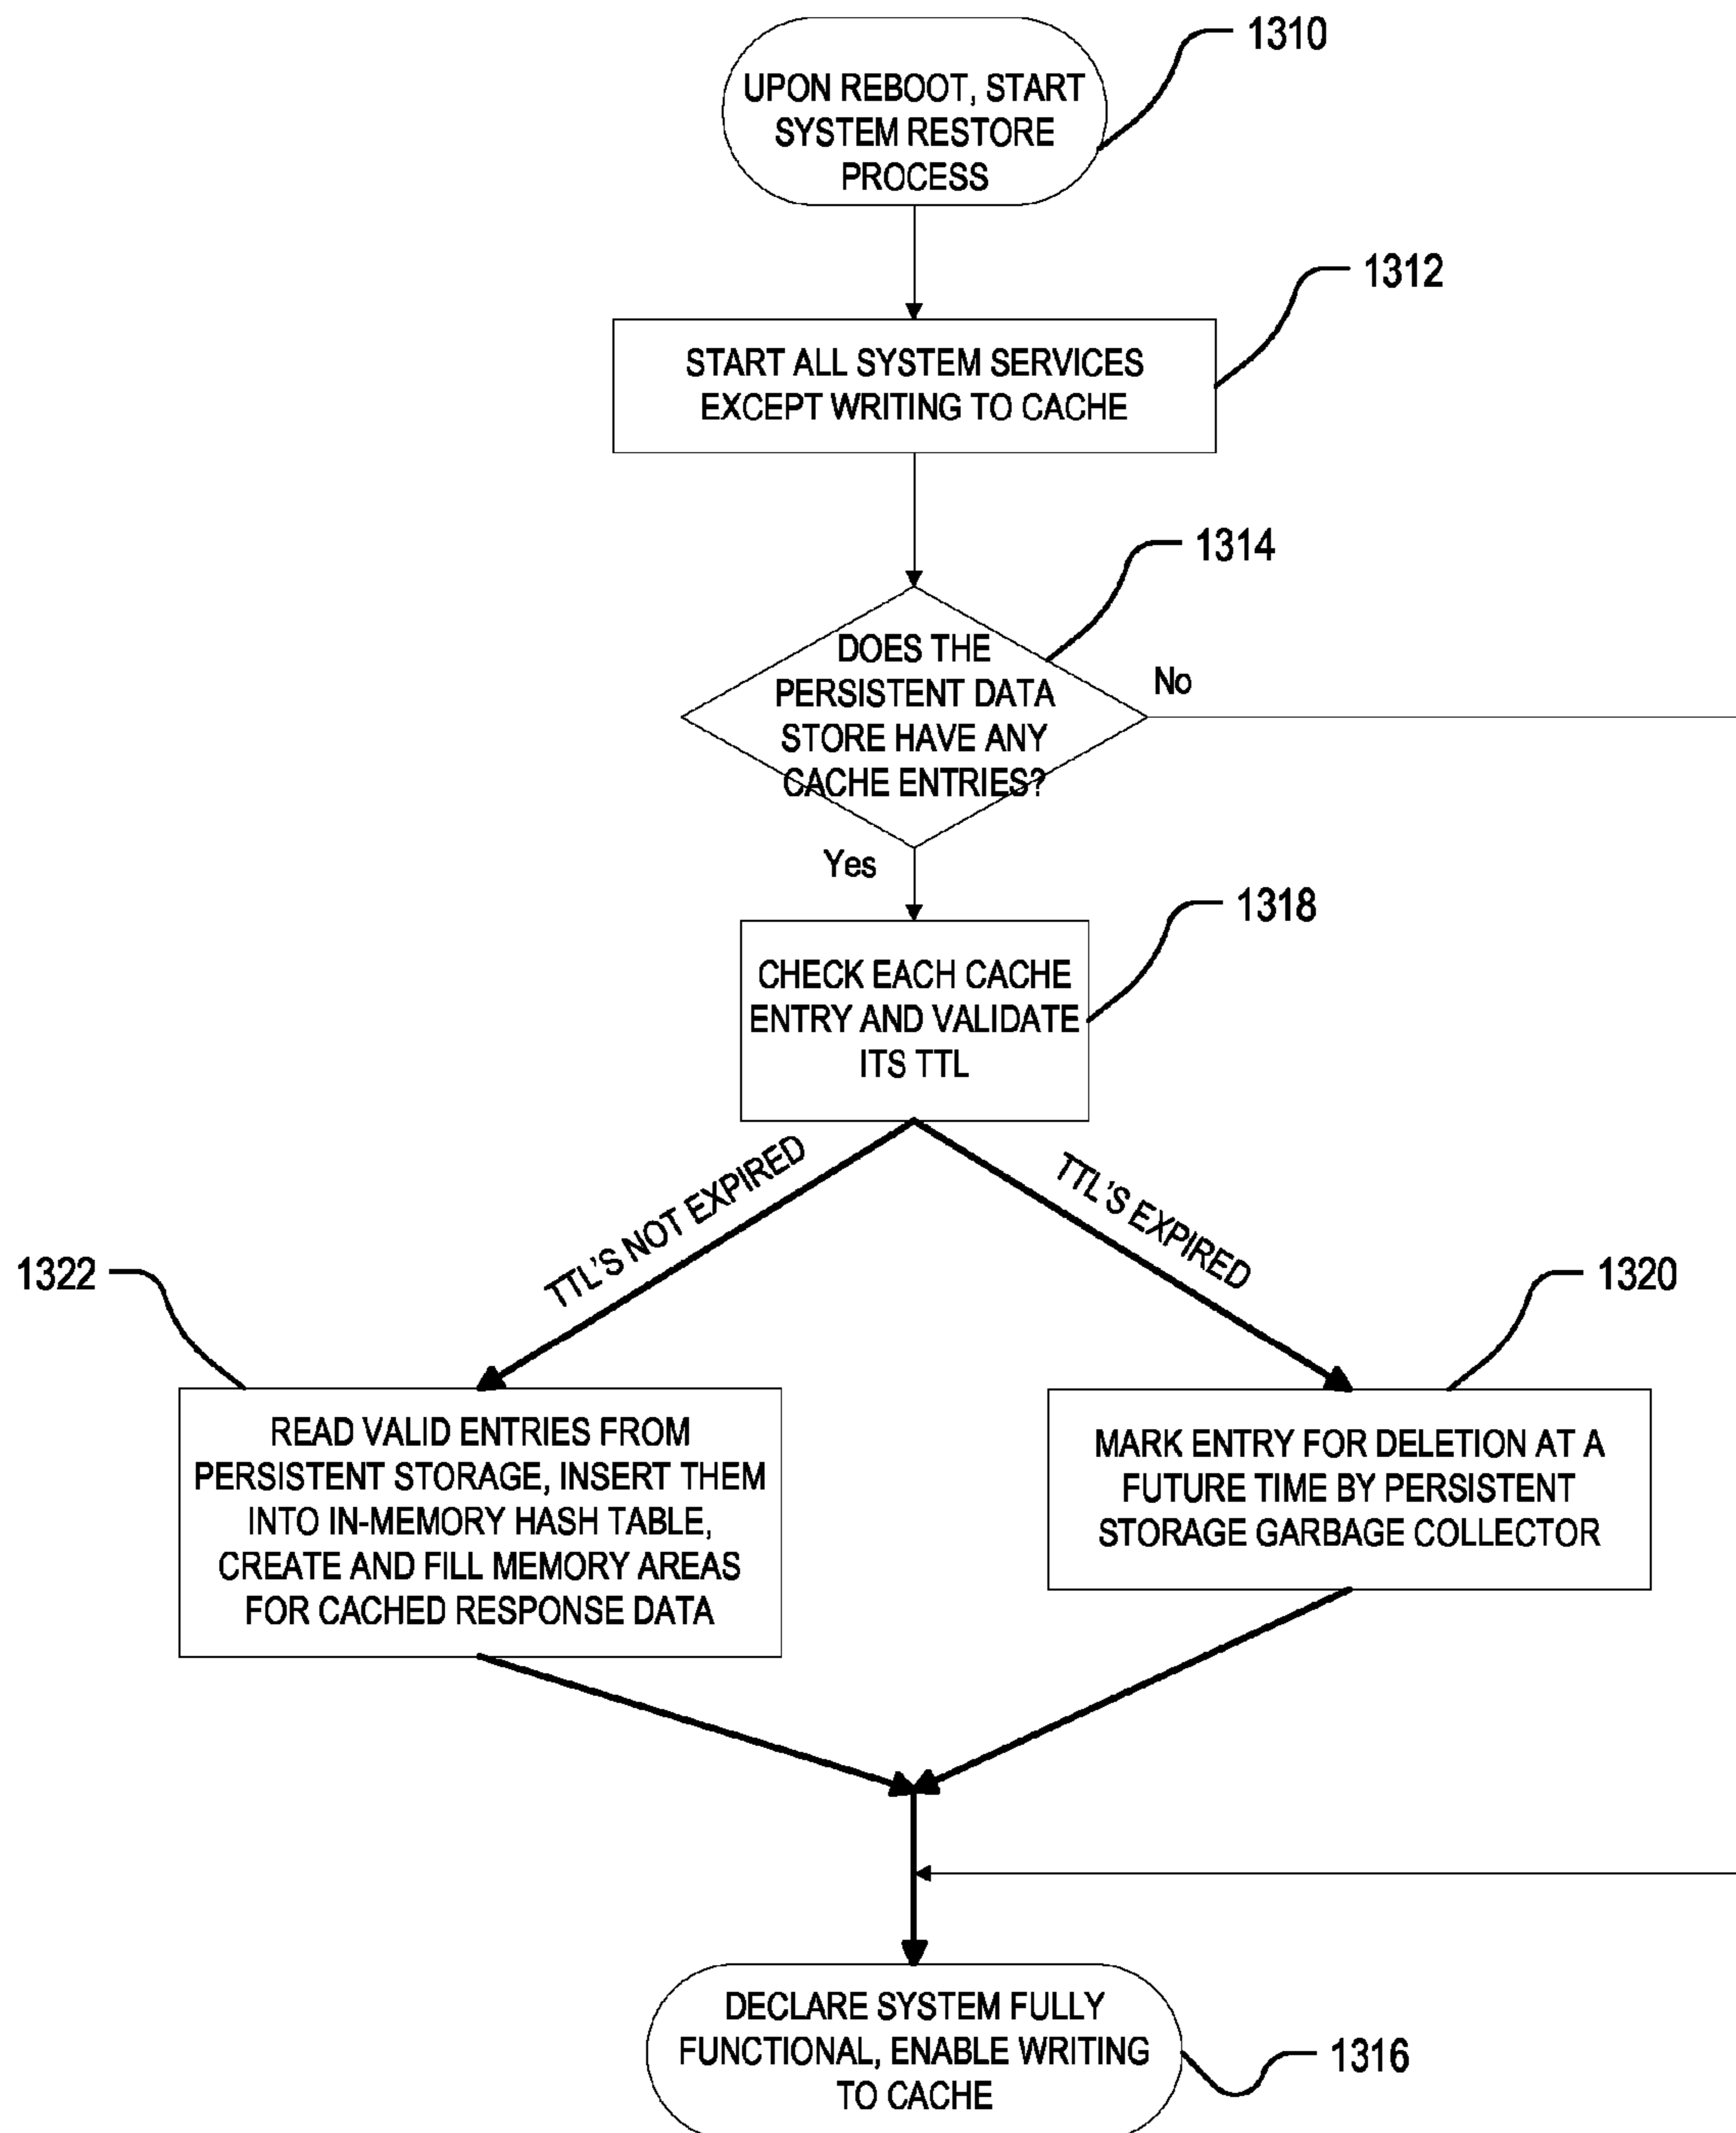 1310
UPON REBOOT, START
SYSTEM RESTORE
PROCESS
1312
START ALL SYSTEM SERVICES
EXCEPT WRITING TO CACHE
1314
DOES THE
PERSISTENT DATA
STORE HAVE ANY
CACHE ENTRIES?
No
Yes
1318
CHECK EACH CACHE
ENTRY AND VALIDATE
ITS TTL
TTL'S NOT EXPIRED
TTL'S EXPIRED
1322
1320
READ VALID ENTRIES FROM
PERSISTENT STORAGE, INSERT THEM
INTO IN-MEMORY HASH TABLE,
CREATE AND FILL MEMORY AREAS
FOR CACHED RESPONSE DATA
MARK ENTRY FOR DELETION AT A
FUTURE TIME BY PERSISTENT
STORAGE GARBAGE COLLECTOR
DECLARE SYSTEM FULLY
FUNCTIONAL, ENABLE WRITING
TO CACHE
1316